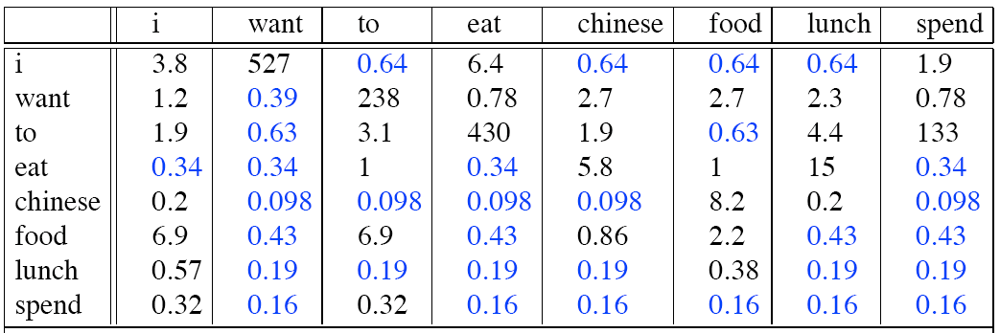 i want to eat chinese food lunch spend
i 3.8 527 0.64 6.4 0.64 0.64 0.64 1.9
want 1.2 0.39 238 0.78 2.7 2.7 2.3 0.78
to 1.9 0.63 3.1 430 1.9 0.63 4.4 133
eat 0.34 0.34 1 0.34 5.8 1 15 0.34
chinese 0.2 0.098 0.098 0.098 0.098 8.2 0.2 0.098
food 6.9 0.43 6.9 0.43 0.86 2.2 0.43 0.43
lunch 0.57 0.19 0.19 0.19 0.19 0.38 0.19 0.19
spend 0.32 0.16 0.32 0.16 0.16 0.16 0.16 0.16